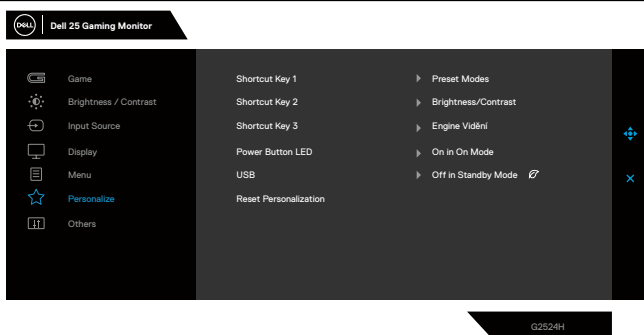 DELL
Dell 25 Gaming Monitor
Game
Shortcut Key 1 Preset Modes
Brightness / Contrast Shortcut Key 2 Brightness/Contrast
Input Source Shortcut Key 3 Engine Vidění
Display Power Button LED On in On Mode
Menu USB Off in Standby Mode
Personalize Reset Personalization
Others
G2524H